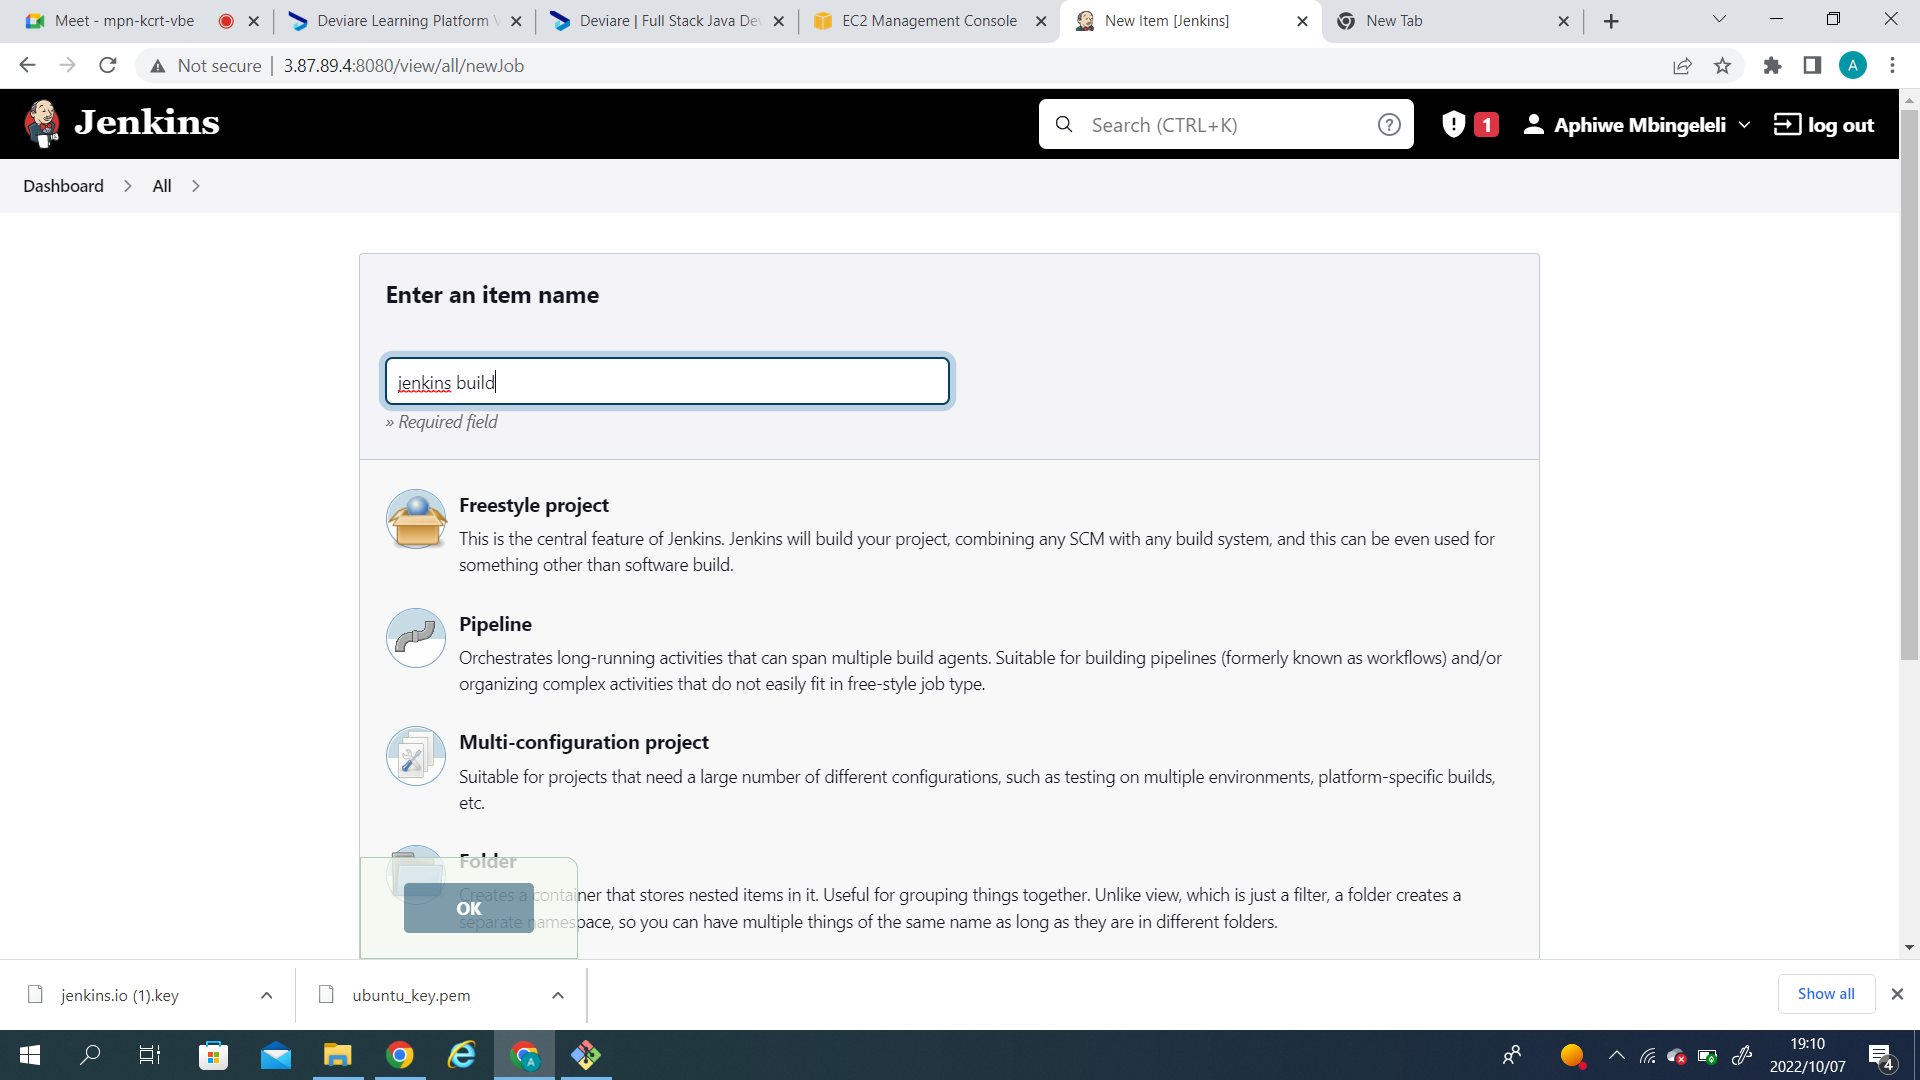 Meet - mpn-kcrt-vbe
Deviare Learning Platform
Deviare | Full Stack Java De
EC2 Management Console
New Item [Jenkins]
New Tab
Not secure
3.87.89.4:8080/view/all/newJob
A
Jenkins
Search (CTRL+K)
?
1
Aphiwe Mbingeleli
log out
Dashboard
All
Enter an item name
jenkins build
» Required field
Freestyle project
This is the central feature of Jenkins. Jenkins will build your project, combining any SCM with any build system, and this can be even used for
something other than software build.
Pipeline
Orchestrates long-running activities that can span multiple build agents. Suitable for building pipelines (formerly known as workflows) and/or
organizing complex activities that do not easily fit in free-style job type.
Multi-configuration project
Suitable for projects that need a large number of different configurations, such as testing on multiple environments, platform-specific builds,
etc.
Folder
Creates a container that stores nested items in it. Useful for grouping things together. Unlike view, which is just a filter, a folder creates a
OK
separate namespace, so you can have multiple things of the same name as long as they are in different folders.
jenkins.io (1).key
ubuntu_key.pem
Show all
A
19:10
2022/10/07
4